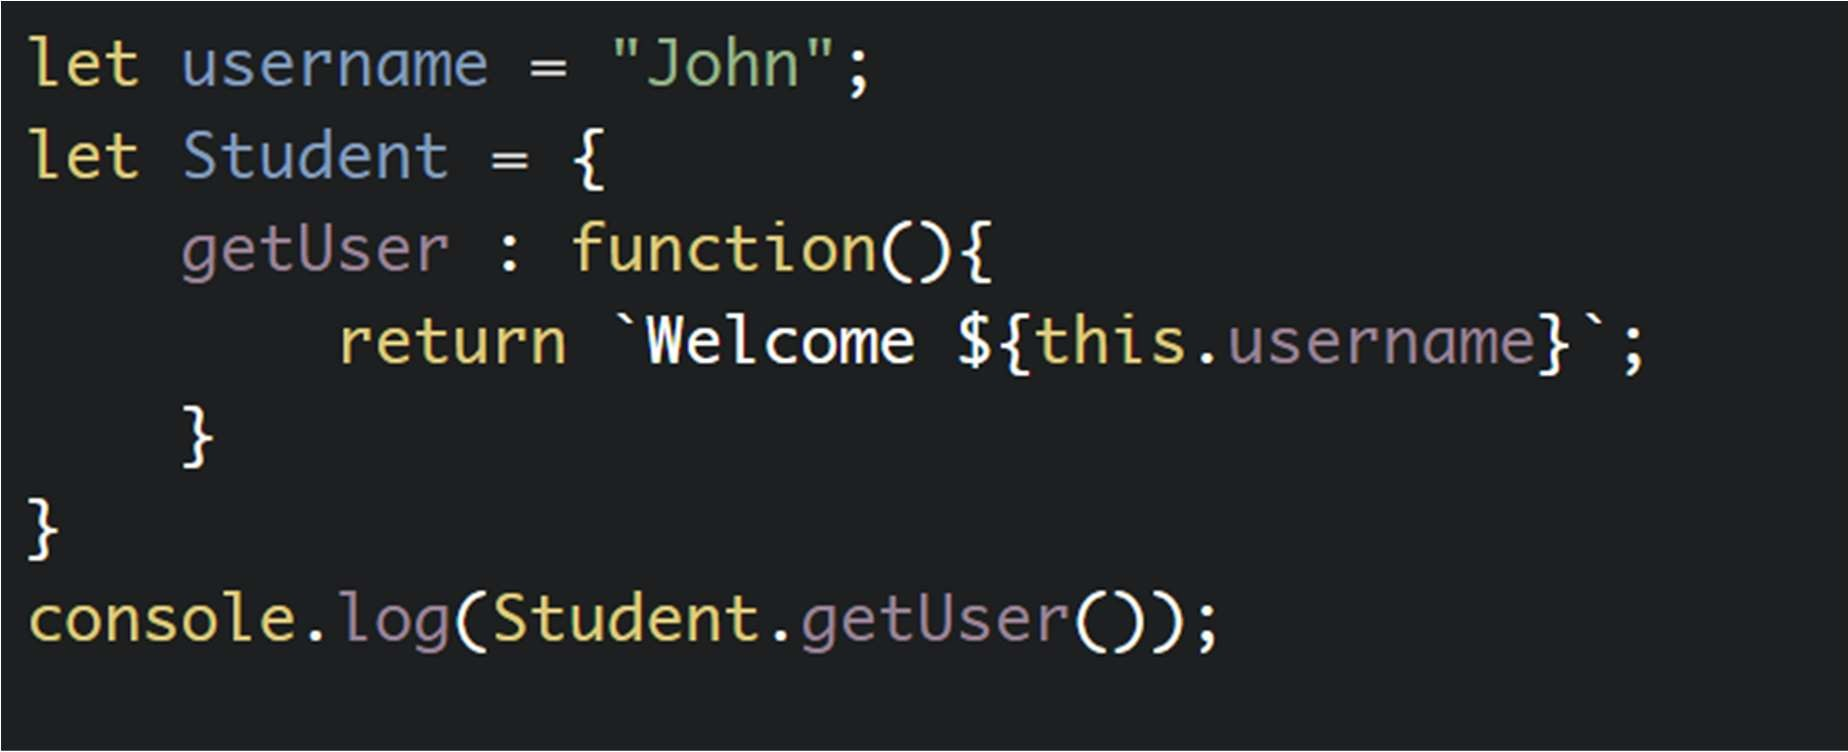 let username = "John";
let Student = {
    getUser : function(){
        return `Welcome ${this.username}`;
    }
}
console.log(Student.getUser());